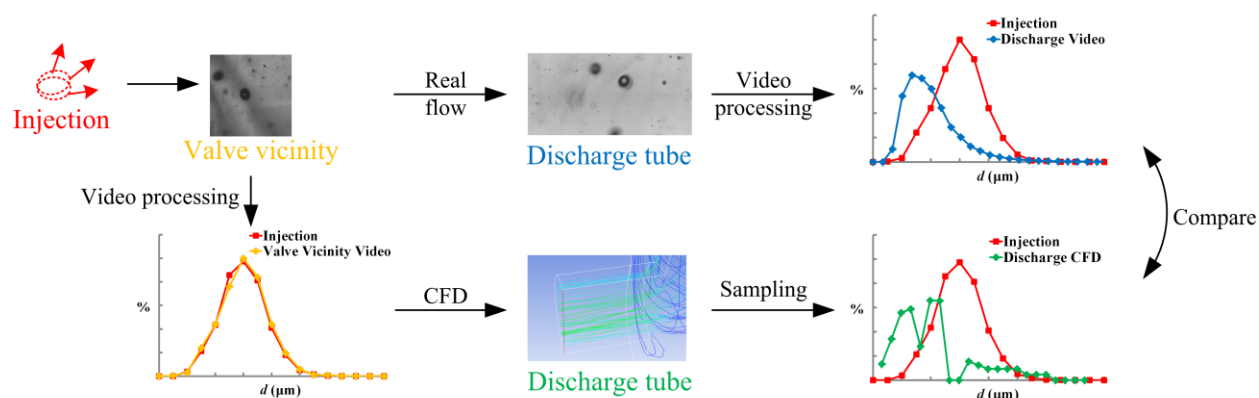 Injection
Valve vicinity
Real
flow
Discharge tube
Video
processing
Injection
Discharge Video
%
d (μm)
Video processing
Injection
Valve Vicinity Video
%
d (μm)
CFD
Discharge tube
Sampling
Injection
Discharge CFD
%
d (μm)
Compare